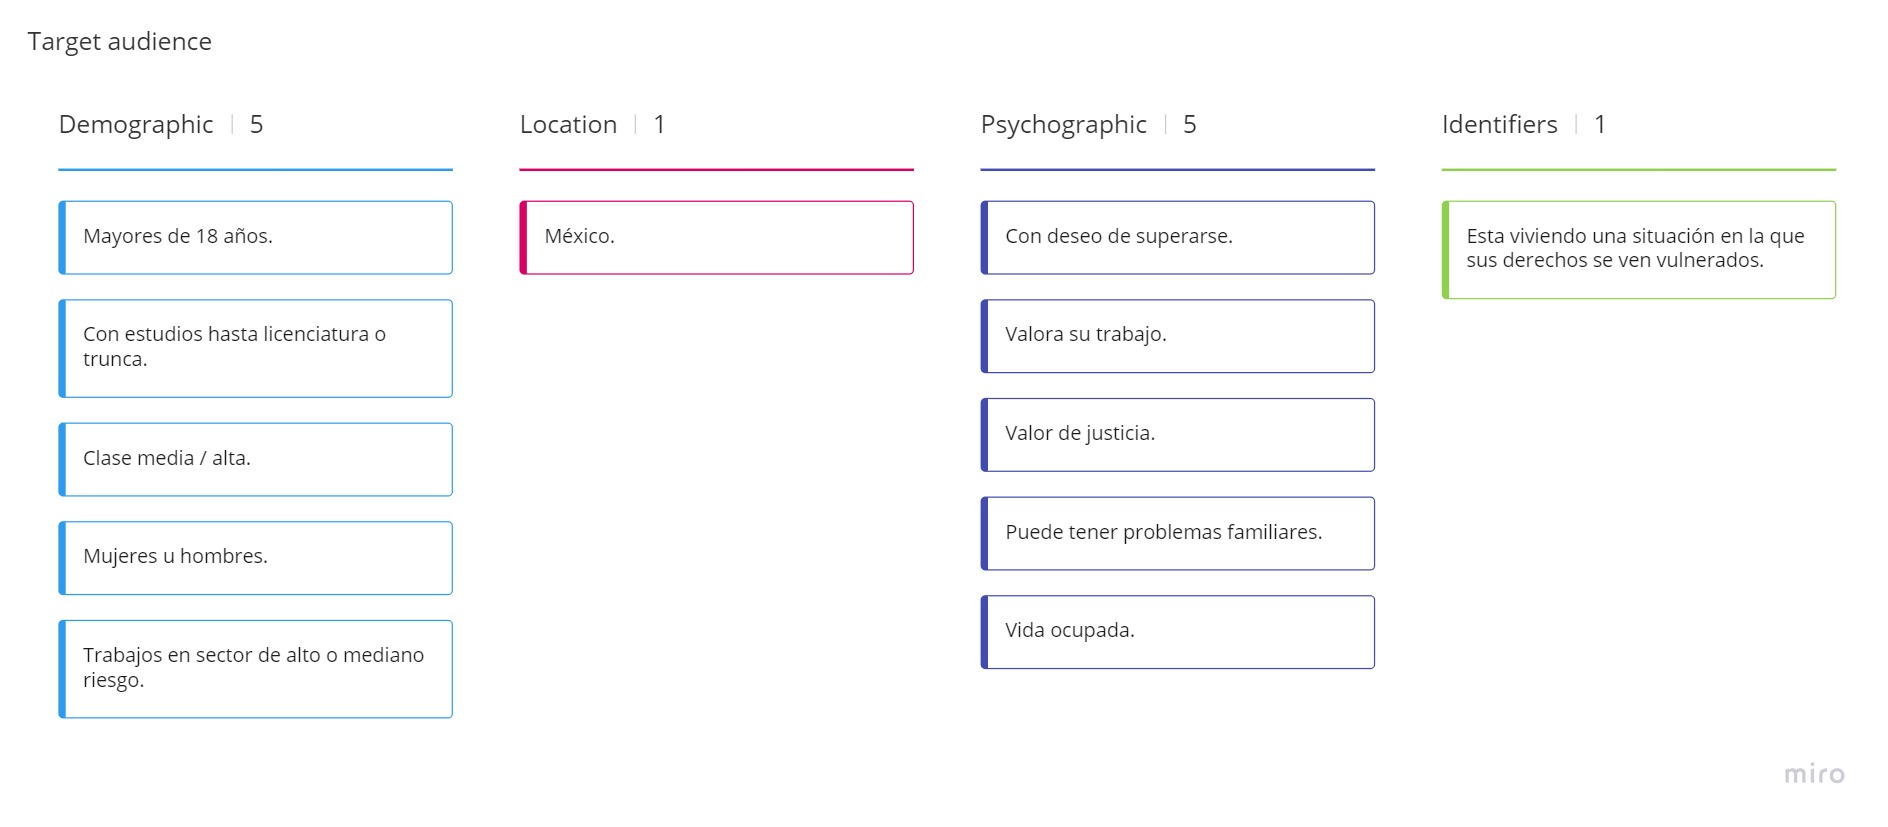 Target audience
Demographic | 5
Mayores de 18 años.
Con estudios hasta licenciatura o
trunca.
Clase media / alta.
Mujeres u hombres.
Trabajos en sector de alto o mediano
riesgo.
Location | 1
México.
Psychographic | 5
Con deseo de superarse.
Valora su trabajo.
Valor de justicia.
Puede tener problemas familiares.
Vida ocupada.
Identifiers | 1
Esta viviendo una situación en la que
sus derechos se ven vulnerados.
miro